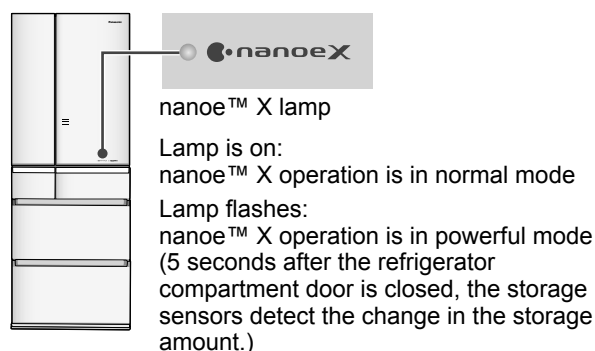 nanoeX
nanoe™ X lamp
Lamp is on:
nanoe™ X operation is in normal mode
Lamp flashes:
nanoe™ X operation is in powerful mode
(5 seconds after the refrigerator
compartment door is closed, the storage
sensors detect the change in the storage
amount.)